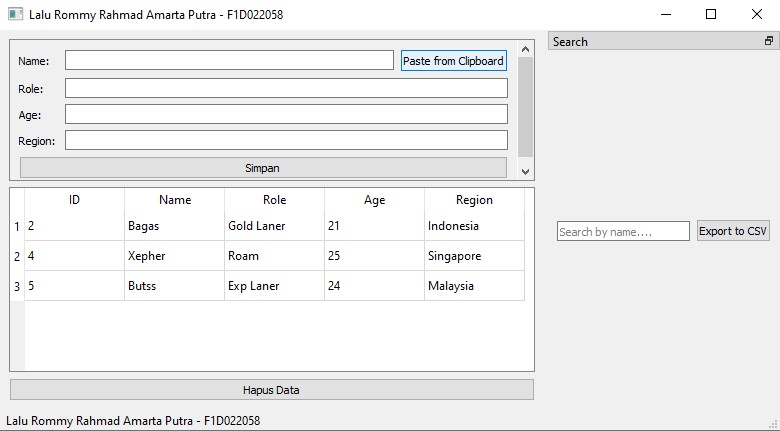 Lalu Rommy Rahmad Amarta Putra - F1D022058
Search
Name:
Paste from Clipboard
Role:
Age:
Region:
Simpan
ID Name Role Age Region
1 2 Bagas Gold Laner 21 Indonesia
2 4 Xepher Roam 25 Singapore
3 5 Butss Exp Laner 24 Malaysia
Search by name....
Export to CSV
Hapus Data
Lalu Rommy Rahmad Amarta Putra - F1D022058